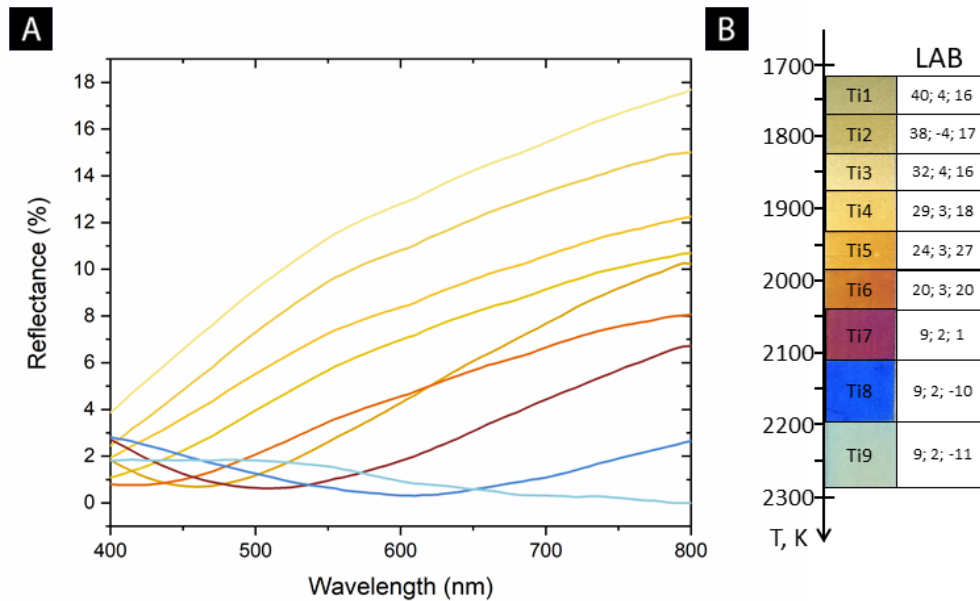 A
B
18
16
14
12
10
8
6
4
2
0
Reflectance (%)
400
500
600
700
800
Wavelength (nm)
LAB
1700
Ti1 40; 4; 16
1800
Ti2 38; -4; 17
Ti3 32; 4; 16
1900
Ti4 29; 3; 18
Ti5 24; 3; 27
2000
Ti6 20; 3; 20
Ti7 9; 2; 1
2100
Ti8 9; 2; -10
2200
Ti9 9; 2; -11
2300
T, K